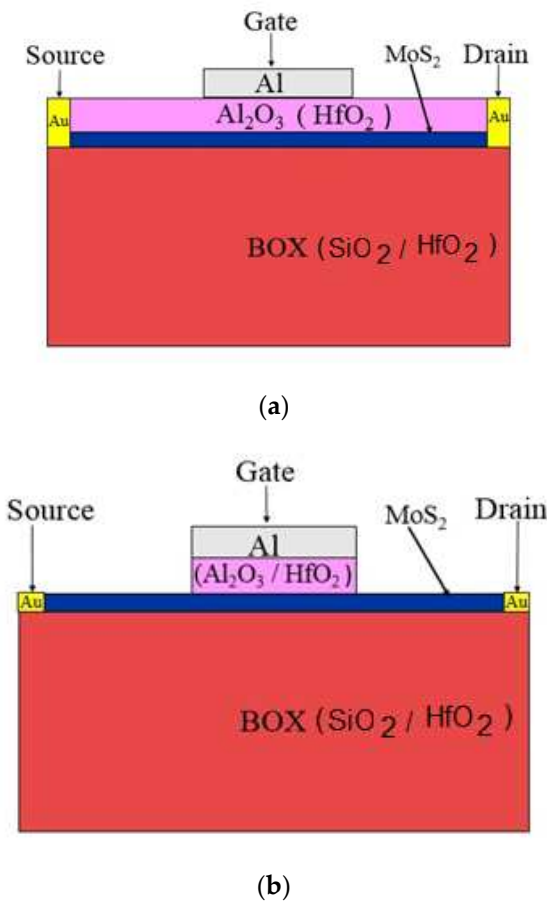 Gate
Source
MoS₂
Drain
Al
Au
Al₂O₃ (HfO₂)
Au
BOX (SiO₂ / HfO₂)
(a)
Gate
Source
MoS₂
Drain
Al
(Al₂O₃ / HfO₂)
Au
Au
BOX (SiO₂ / HfO₂)
(b)